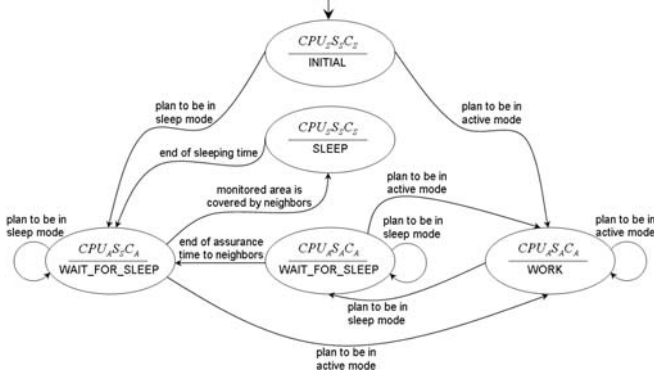 CPU_S S_S C_S
INITIAL
plan to be in
sleep mode
plan to be in
active mode
CPU_S S_S C_S
SLEEP
end of sleeping time
monitored area is
covered by neighbors
plan to be in
active mode
plan to be in
sleep mode
plan to be in
sleep mode
end of assurance
time to neighbors
plan to be in
active mode
CPU_A S_S C_A
WAIT_FOR_SLEEP
CPU_A S_A C_A
WAIT_FOR_SLEEP
CPU_A S_A C_A
WORK
plan to be in
sleep mode
plan to be in
active mode